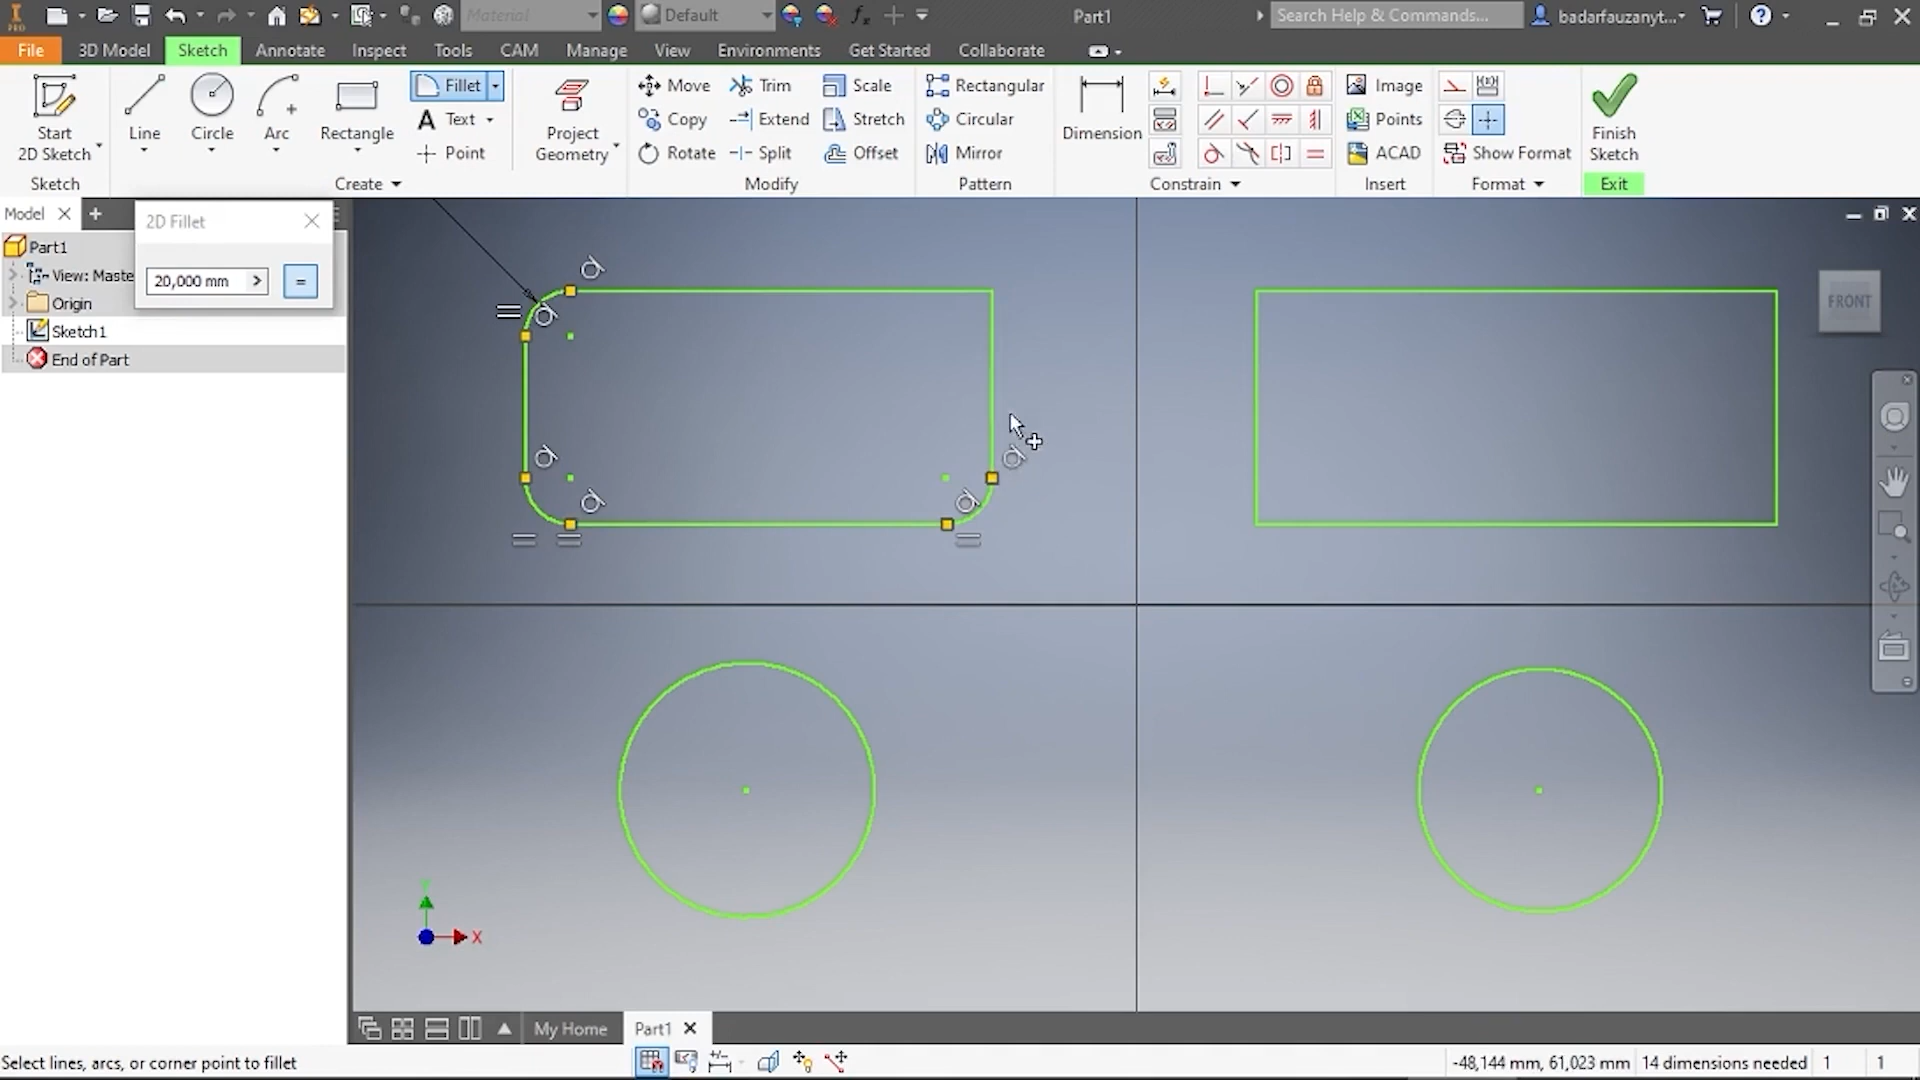 PRO
Material
Default
fx
Part1
Search Help & Commands...
badarfauzanyt...
File
3D Model
Sketch
Annotate
Inspect
Tools
CAM
Manage
View
Environments
Get Started
Collaborate
Start
2D Sketch
Line
Circle
Arc
Rectangle
Fillet
Text
Point
Project
Geometry
Move
Copy
Rotate
Trim
Extend
Split
Scale
Stretch
Offset
Rectangular
Circular
Mirror
Dimension
Image
Points
ACAD
Show Format
Finish
Sketch
Sketch
Create
Modify
Pattern
Constrain
Insert
Format
Exit
Model
2D Fillet
20,000 mm
=
Part1
View: Maste
Origin
Sketch1
End of Part
FRONT
Y
X
My Home
Part1
Select lines, arcs, or corner point to fillet
-48,144 mm, 61,023 mm
14 dimensions needed
1
1